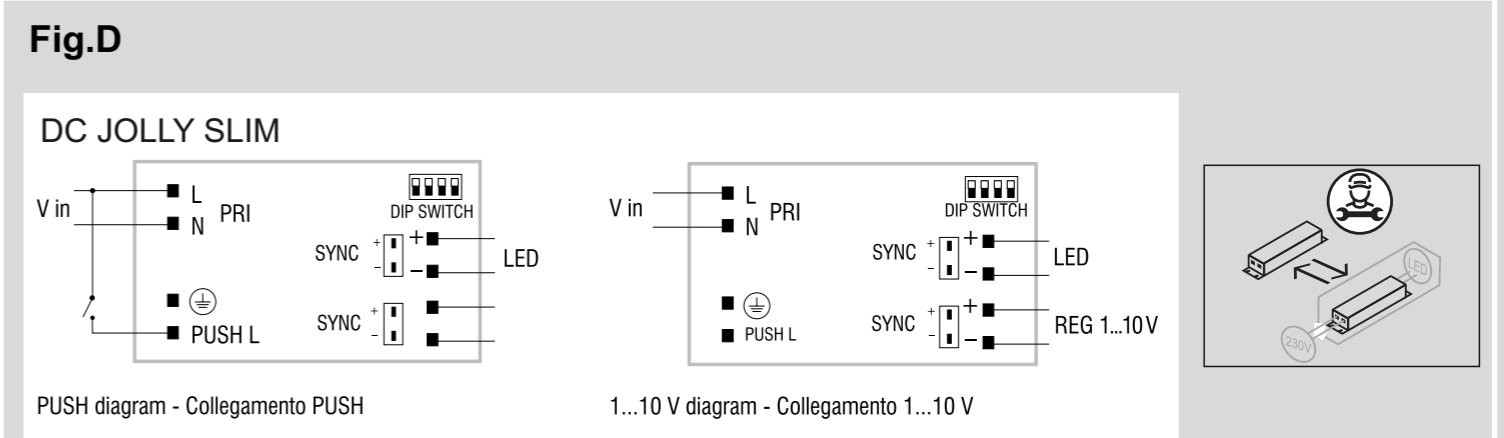 Fig.D
DC JOLLY SLIM
V in
L
N
PRI
DIP SWITCH
SYNC
+
-
+
−
LED
SYNC
+
-
⏚
PUSH L
PUSH diagram - Collegamento PUSH
V in
L
N
PRI
DIP SWITCH
SYNC
+
-
+
−
LED
SYNC
+
-
+
−
REG 1...10 V
⏚
PUSH L
1...10 V diagram - Collegamento 1...10 V
LED
230V